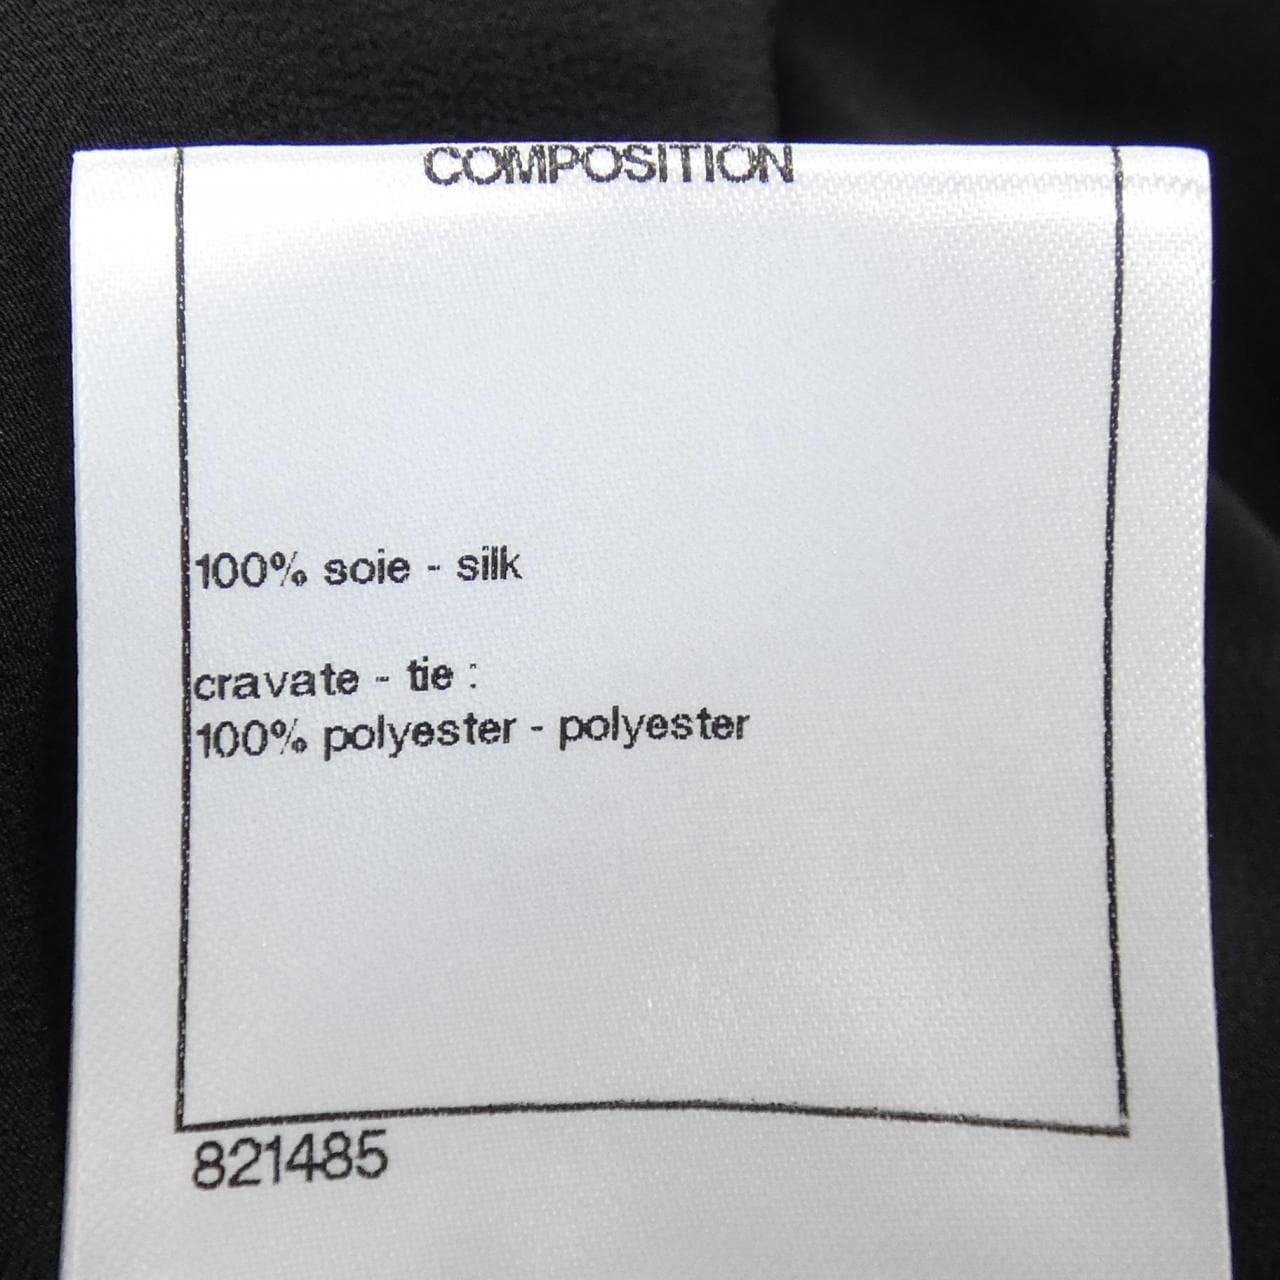 COMPOSITION
100% soie - silk
cravate - tie :
100% polyester - polyester
821485